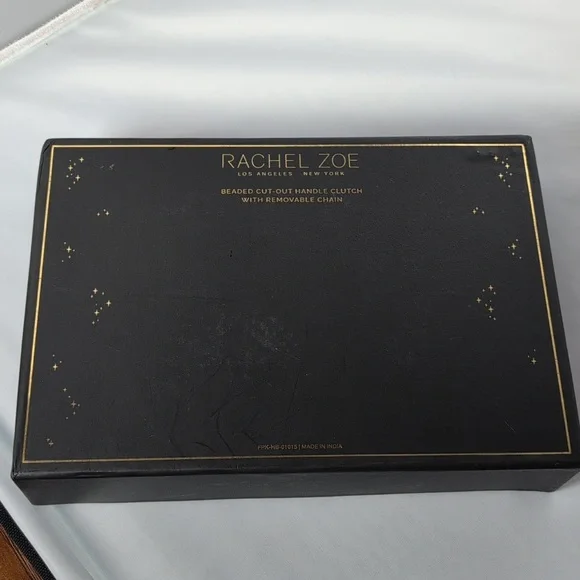 RACHEL ZOE
LOS ANGELES NEW YORK
BEADED CUT-OUT HANDLE CLUTCH
WITH REMOVABLE CHAIN
MADE IN INDIA